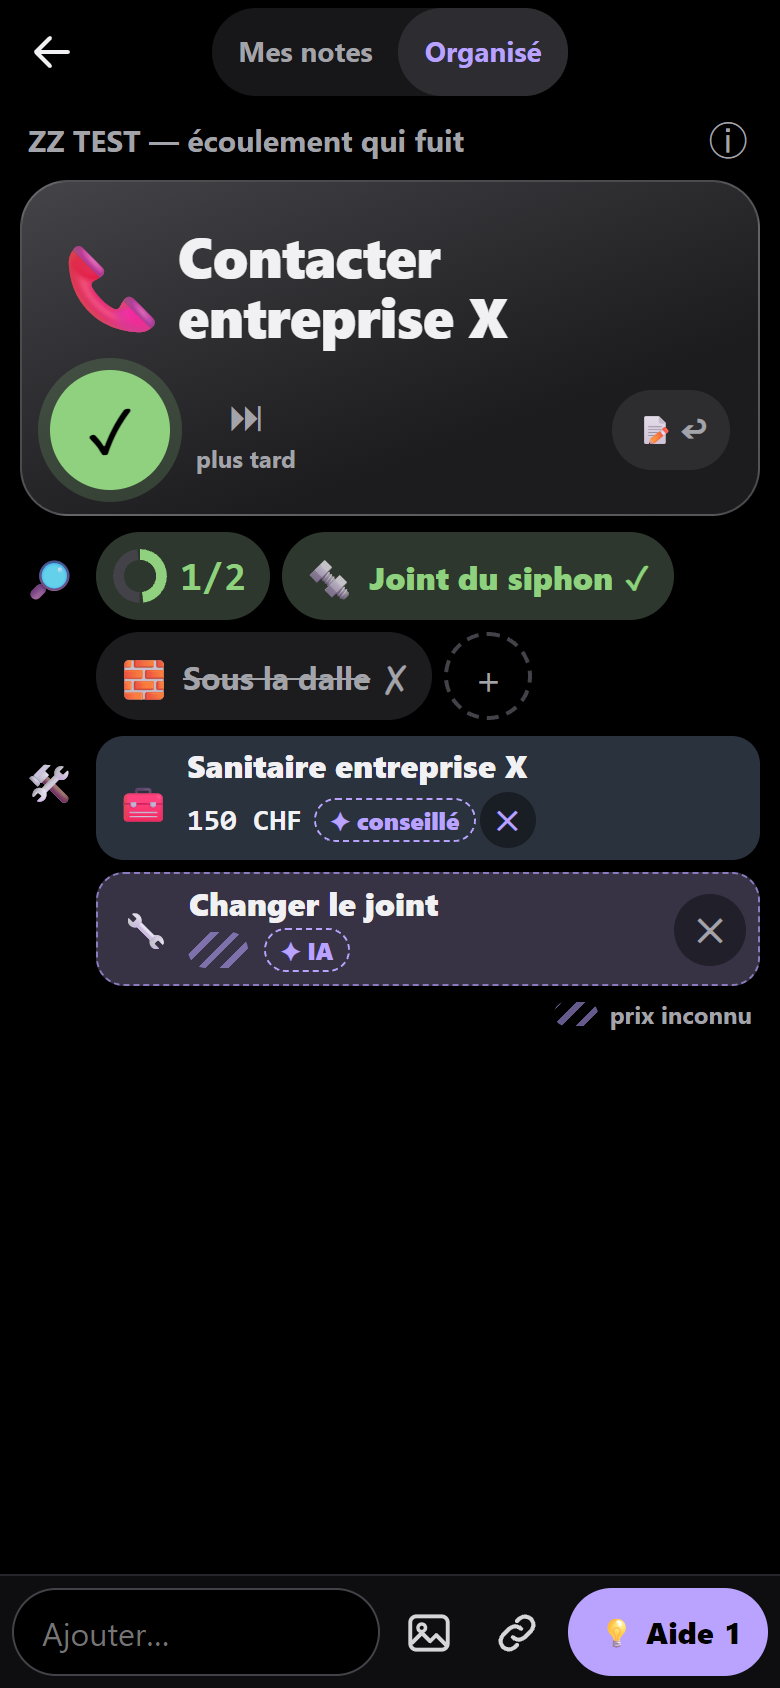 Mes notes
Organisé
ZZ TEST — écoulement qui fuit
Contacter
entreprise X
plus tard
1/2
Joint du siphon ✓
Sous la dalle ✗
+
Sanitaire entreprise X
150 CHF
✦ conseillé
Changer le joint
✦ IA
prix inconnu
Ajouter...
Aide 1